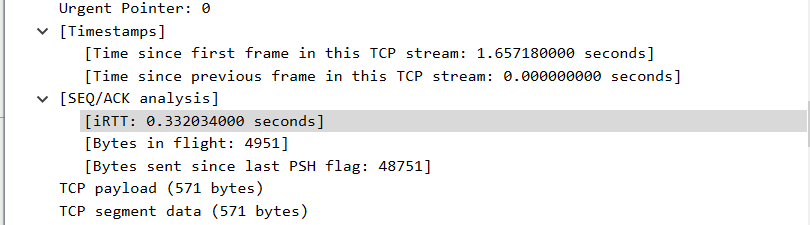 Urgent Pointer: 0
[Timestamps]
[Time since first frame in this TCP stream: 1.657180000 seconds]
[Time since previous frame in this TCP stream: 0.000000000 seconds]
[SEQ/ACK analysis]
[iRTT: 0.332034000 seconds]
[Bytes in flight: 4951]
[Bytes sent since last PSH flag: 48751]
TCP payload (571 bytes)
TCP segment data (571 bytes)